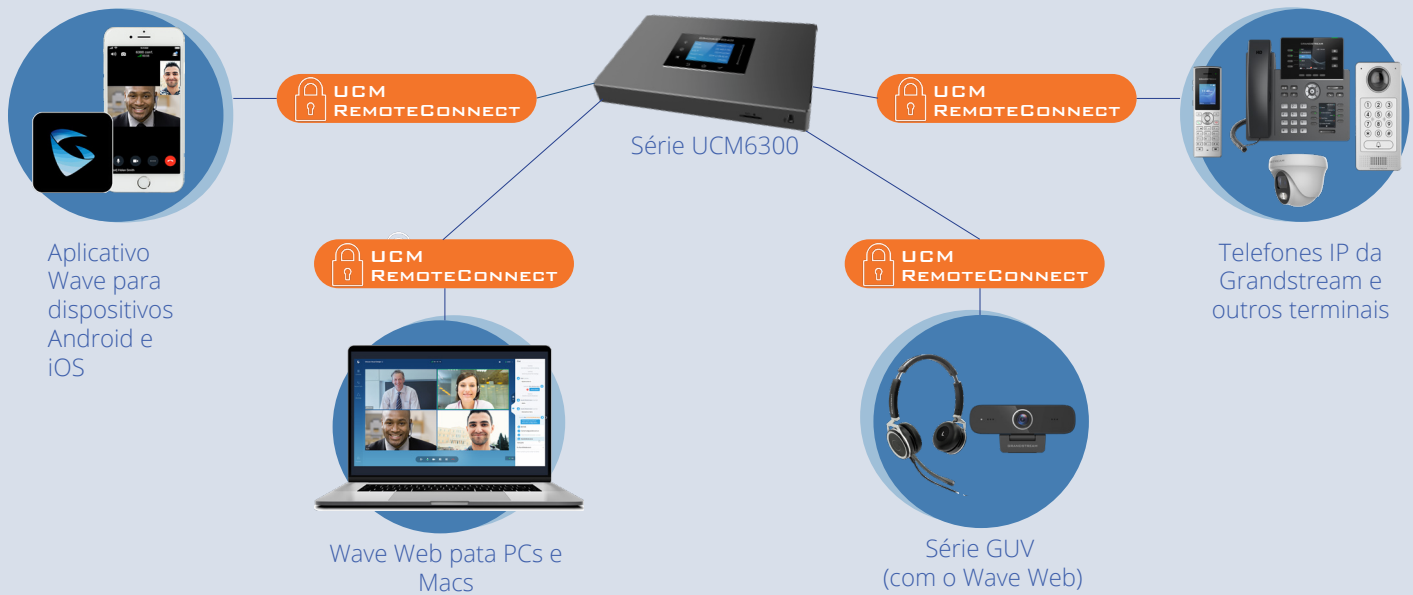 UCM
REMOTECONNECT
UCM
REMOTECONNECT
Série UCM6300
Aplicativo
Wave para
dispositivos
Android e
iOS
UCM
REMOTECONNECT
UCM
REMOTECONNECT
Telefones IP da
Grandstream e
outros terminais
Wave Web pata PCs e
Macs
Série GUV
(com o Wave Web)